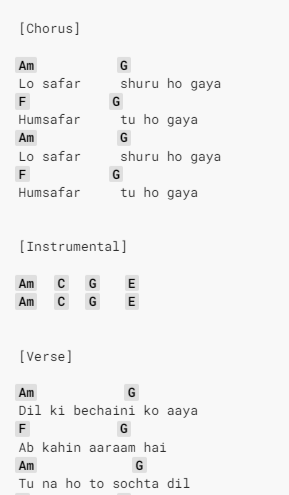 [Chorus]
Am G
Lo safar shuru ho gaya
F G
Humsafar tu ho gaya
Am G
Lo safar shuru ho gaya
F G
Humsafar tu ho gaya
[Instrumental]
Am C G E
Am C G E
[Verse]
Am G
Dil ki bechaini ko aaya
F G
Ab kahin aaraam hai
Am G
Tu na ho to sochta dil